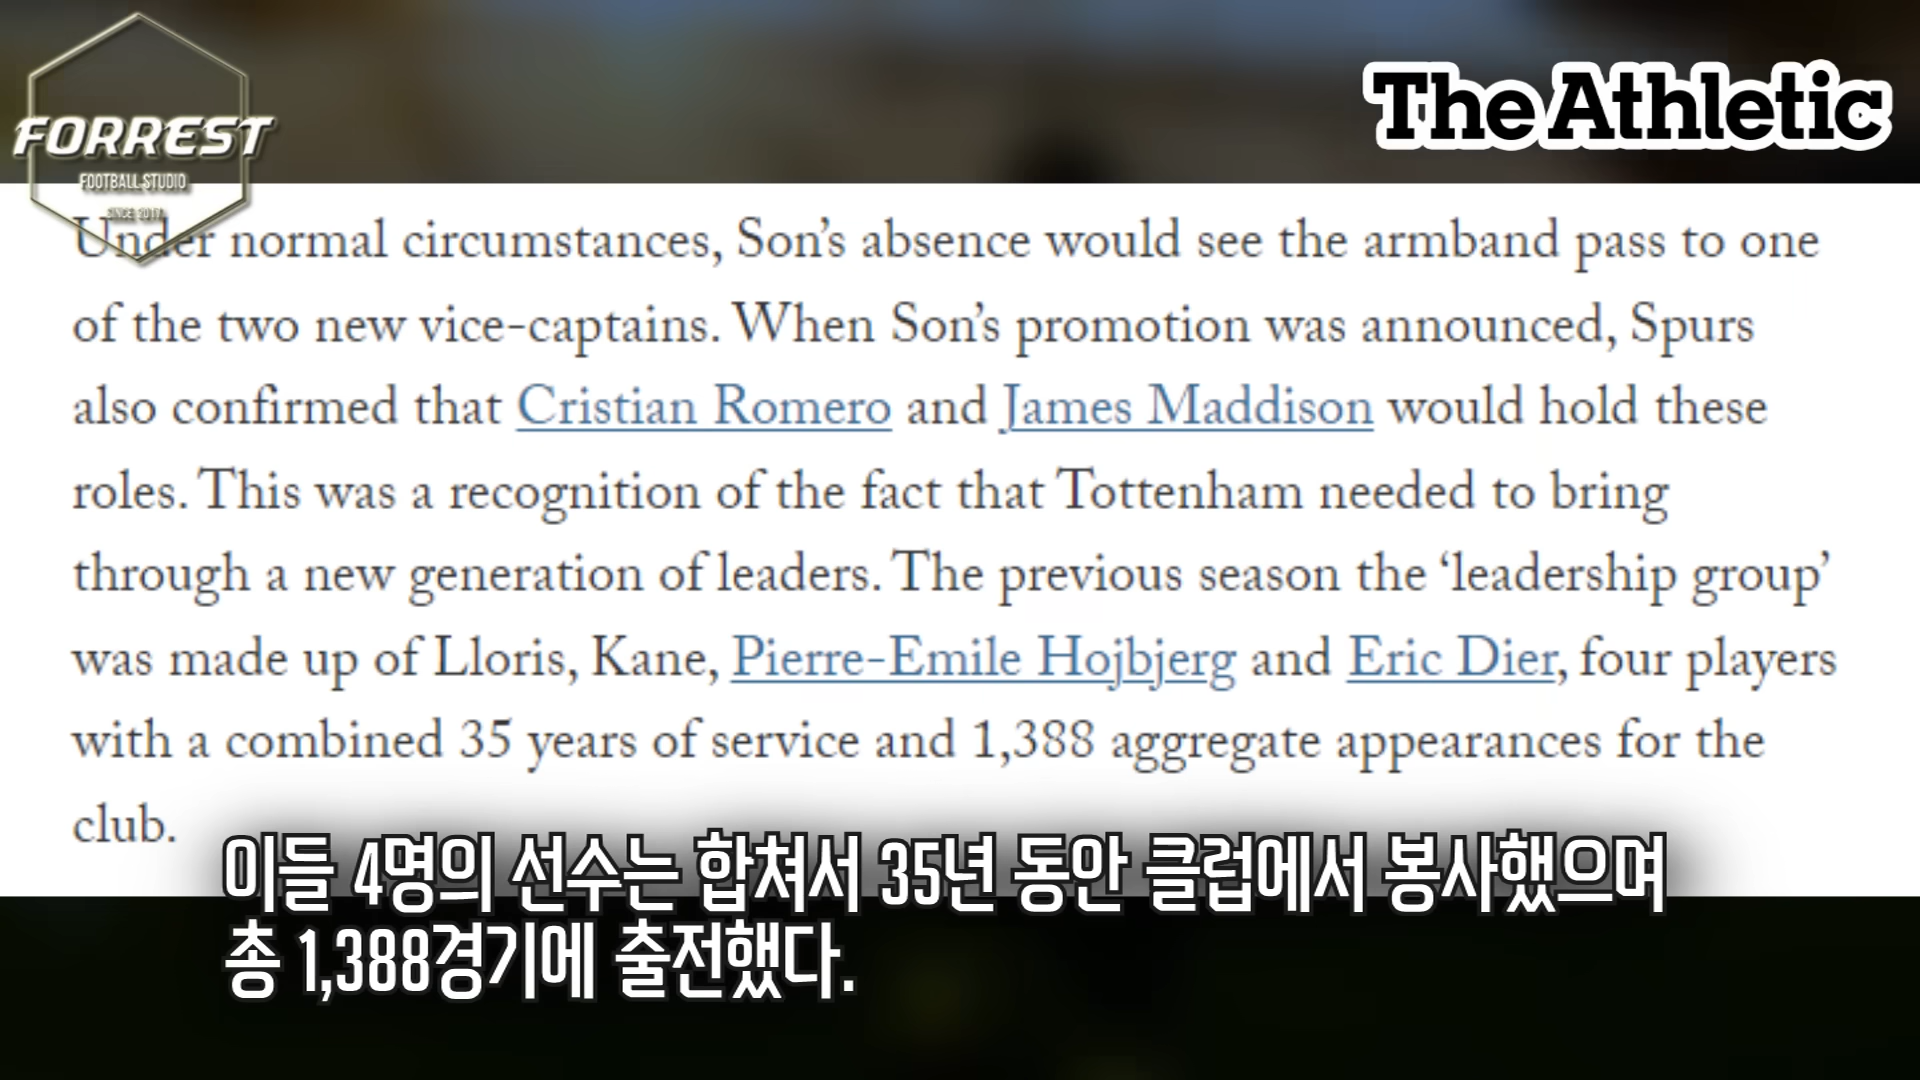 FORREST
FOOTBALL STUDIO
SINCE 2017
The Athletic
Under normal circumstances, Son's absence would see the armband pass to one
of the two new vice-captains. When Son's promotion was announced, Spurs
also confirmed that Cristian Romero and James Maddison would hold these
roles. This was a recognition of the fact that Tottenham needed to bring
through a new generation of leaders. The previous season the ‘leadership group’
was made up of Lloris, Kane, Pierre-Emile Hojbjerg and Eric Dier, four players
with a combined 35 years of service and 1,388 aggregate appearances for the
club.
이들 4명의 선수는 합쳐서 35년 동안 클럽에서 봉사했으며
총 1,388경기에 출전했다.